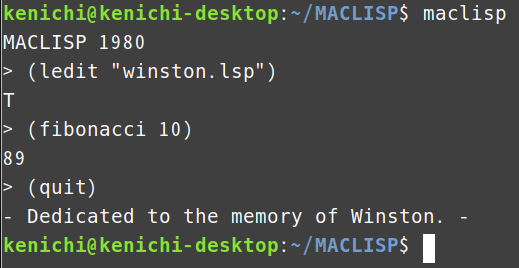 kenichi@kenichi-desktop:~/MACLISP$ maclisp
MACLISP 1980
> (ledit "winston.lsp")
T
> (fibonacci 10)
89
> (quit)
- Dedicated to the memory of Winston. -
kenichi@kenichi-desktop:~/MACLISP$